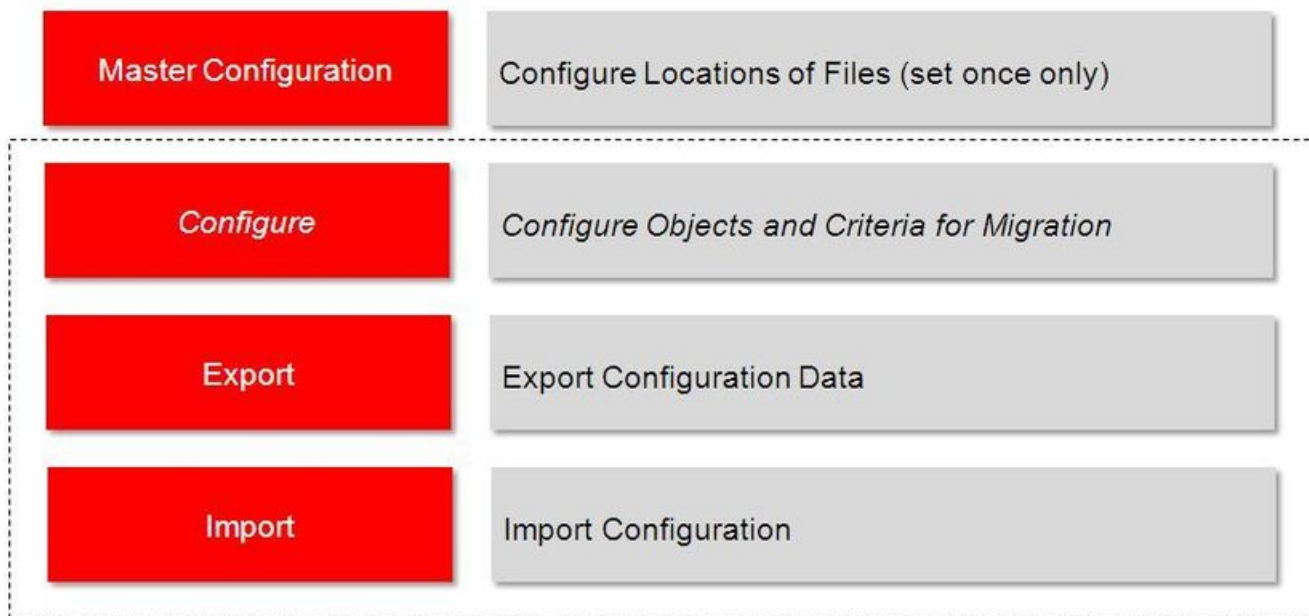 Master Configuration
Configure Locations of Files (set once only)
Configure
Configure Objects and Criteria for Migration
Export
Export Configuration Data
Import
Import Configuration